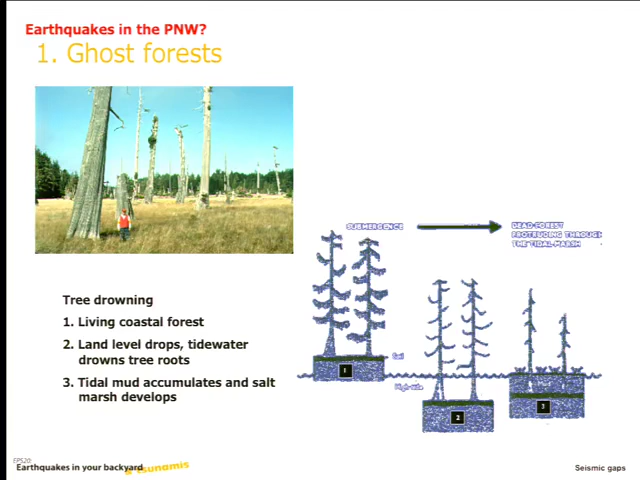 Earthquakes in the PNW?
1. Ghost forests
SUBMERGENCE
DEAD FOREST
PROTRUDING THROUGH
THE TIDAL MARSH
Tree drowning
1. Living coastal forest
2. Land level drops, tidewater
drowns tree roots
3. Tidal mud accumulates and salt
marsh develops
Soil
High tide
1
2
3
EPS20:
Earthquakes in your backyard
& tsunamis
Seismic gaps